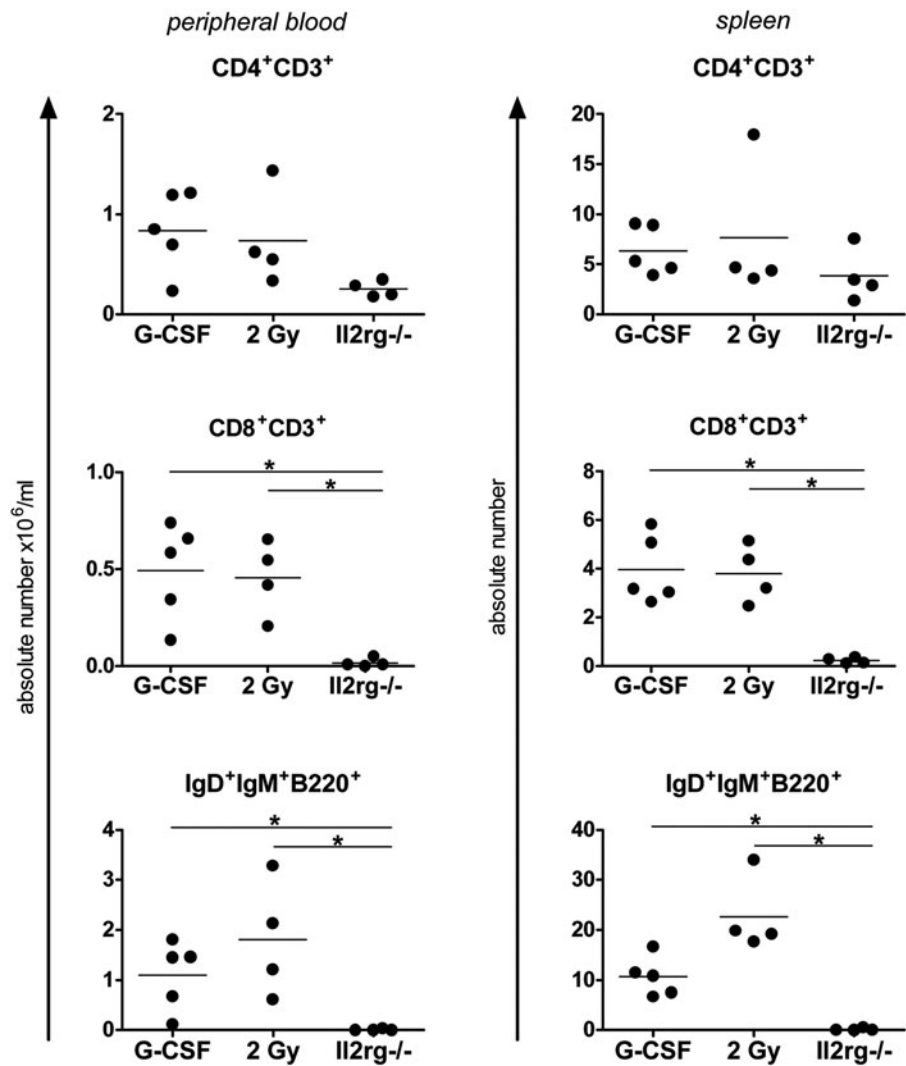 peripheral blood
CD4⁺CD3⁺
2
1
0
G-CSF 2 Gy Il2rg-/-
CD8⁺CD3⁺
*
*
1.0
0.5
0.0
G-CSF 2 Gy Il2rg-/-
IgD⁺IgM⁺B220⁺
*
*
4
3
2
1
0
G-CSF 2 Gy Il2rg-/-
absolute number x10⁶/ml
spleen
CD4⁺CD3⁺
20
15
10
5
0
G-CSF 2 Gy Il2rg-/-
CD8⁺CD3⁺
*
*
8
6
4
2
0
G-CSF 2 Gy Il2rg-/-
IgD⁺IgM⁺B220⁺
*
*
40
30
20
10
0
G-CSF 2 Gy Il2rg-/-
absolute number